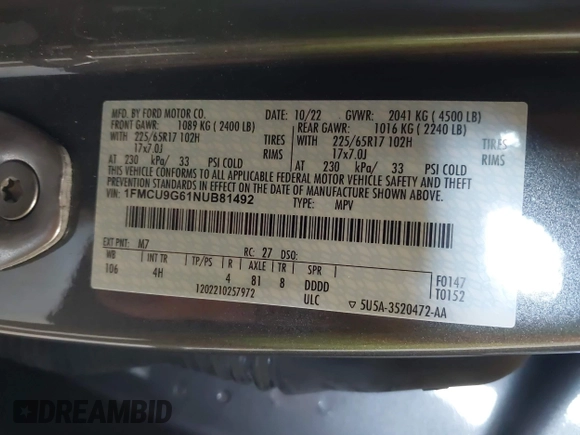 MFD. BY FORD MOTOR CO.
DATE: 10/22 GVWR: 2041 KG ( 4500 LB)
FRONT GAWR: 1089 KG ( 2400 LB) REAR GAWR: 1016 KG ( 2240 LB)
WITH 225/65R17 102H TIRES WITH 225/65R17 102H TIRES
17x7.0J RIMS 17x7.0J RIMS
AT 230 kPa/ 33 PSI COLD AT 230 kPa/ 33 PSI COLD
THIS VEHICLE CONFORMS TO ALL APPLICABLE FEDERAL MOTOR VEHICLE SAFETY AND THEFT
PREVENTION STANDARDS IN EFFECT ON THE DATE OF MANUFACTURE SHOWN ABOVE.
VIN: 1FMCU9G61NUB81492 TYPE: MPV
EXT PNT: M7 RC: 27 DSO:
WB INT TR TP/PS R AXLE TR SPR
106 4H 4 81 8 DDDD
F0147
T0152
1202210257972 ULC ▽ 5U5A-3520472-AA
DREAMBID